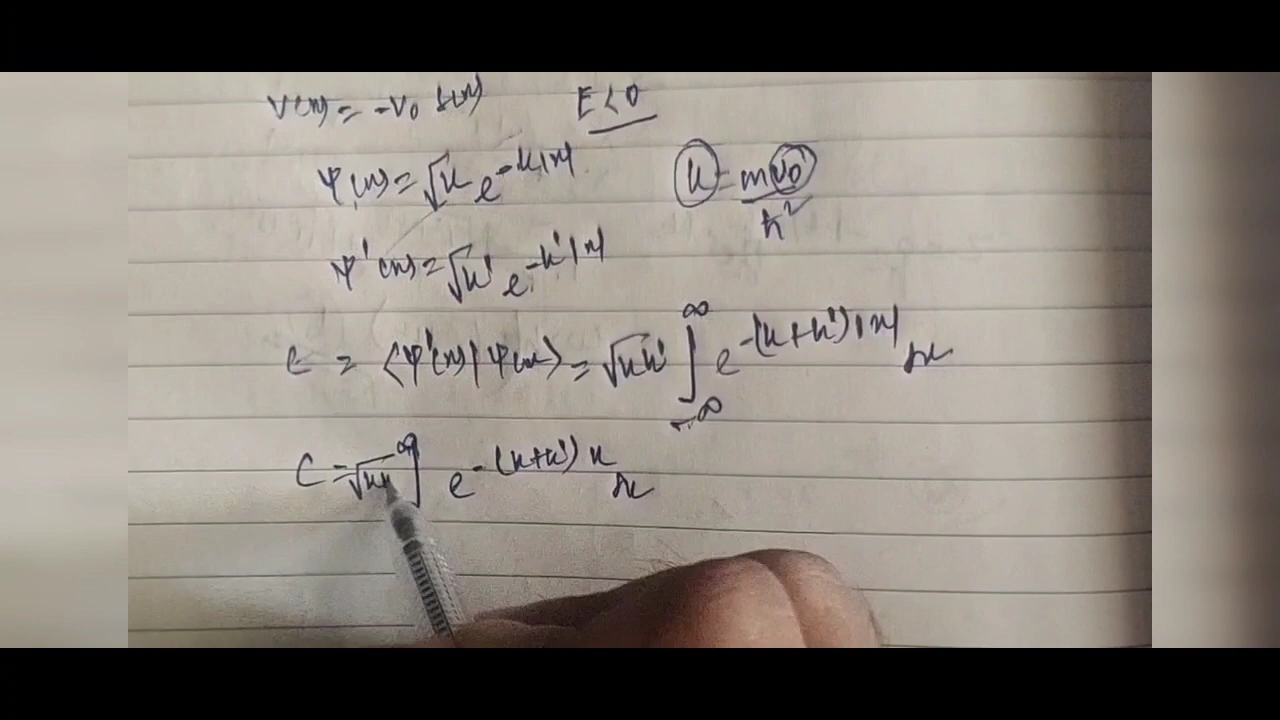 V(x) = -V₀ δ(x) E < 0
ψ(x) = √k e^{-k|x|} k = mV₀/ħ²
ψ'(x) = √k' e^{-k'|x|}
c = ⟨ψ'(x)|ψ(x)⟩ = √kk' ∫_{-∞}^{∞} e^{-(k+k')|x|} dx
C = √kk ∫^{∞} e^{-(k+k')x} dx